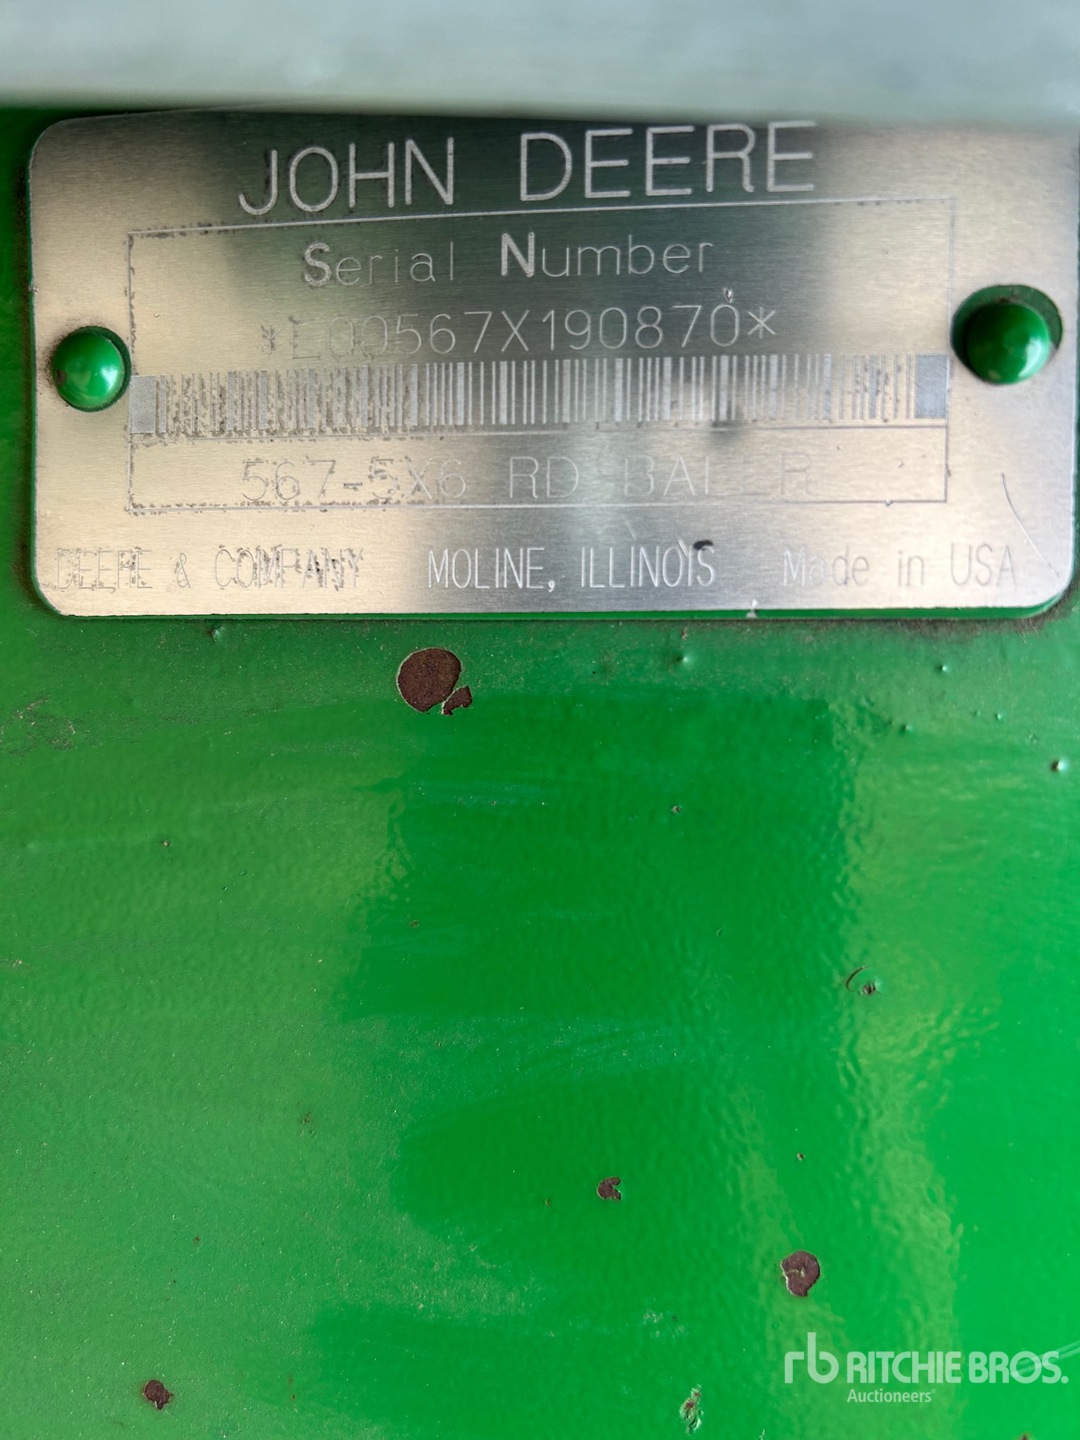 JOHN DEERE
Serial Number
*E00567X190870*
567-5X6 RD BALER
DEERE & COMPANY MOLINE, ILLINOIS Made in USA
rb RITCHIE BROS.
Auctioneers